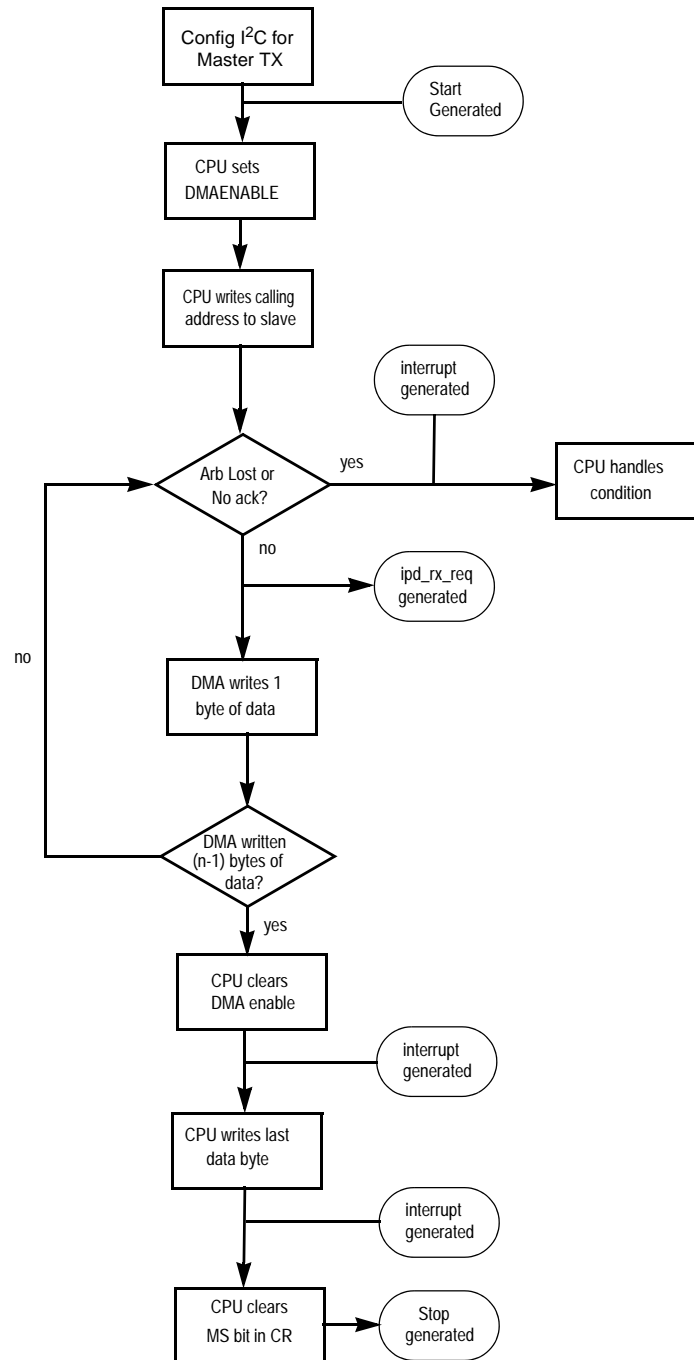 Config I²C for
Master TX
Start
Generated
CPU sets
DMAENABLE
CPU writes calling
address to slave
interrupt
generated
Arb Lost or
No ack?
yes
CPU handles
condition
no
ipd_rx_req
generated
no
DMA writes 1
byte of data
DMA written
(n-1) bytes of
data?
yes
CPU clears
DMA enable
interrupt
generated
CPU writes last
data byte
interrupt
generated
CPU clears
MS bit in CR
Stop
generated